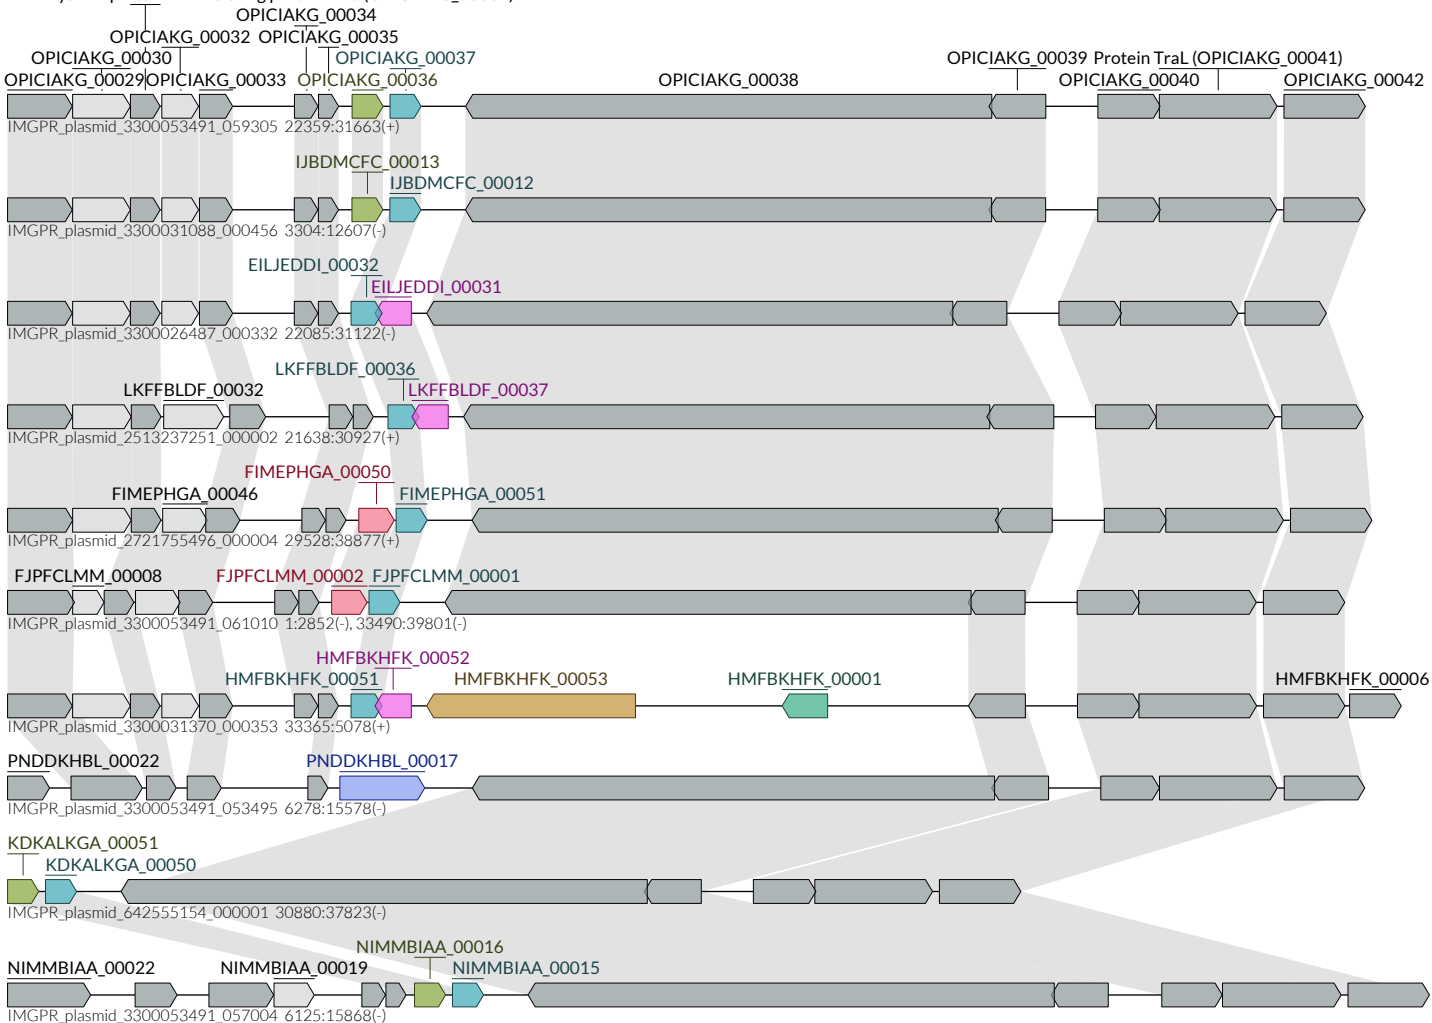 OPICIAKG_00034
OPICIAKG_00032 OPICIAKG_00035
OPICIAKG_00030 OPICIAKG_00037 OPICIAKG_00039 Protein TraL (OPICIAKG_00041)
OPICIAKG_00029 OPICIAKG_00033 OPICIAKG_00036 OPICIAKG_00038 OPICIAKG_00040 OPICIAKG_00042
IMGPR_plasmid_3300053491_059305 22359:31663(+)
IJBDMCFC_00013
IJBDMCFC_00012
IMGPR_plasmid_3300031088_000456 3304:12607(-)
EILJEDDI_00032
EILJEDDI_00031
IMGPR_plasmid_3300026487_000332 22085:31122(-)
LKFFBLDF_00036
LKFFBLDF_00032 LKFFBLDF_00037
IMGPR_plasmid_2513237251_000002 21638:30927(+)
FIMEPHGA_00050
FIMEPHGA_00046 FIMEPHGA_00051
IMGPR_plasmid_2721755496_000004 29528:38877(+)
FJPFCLMM_00008 FJPFCLMM_00002 FJPFCLMM_00001
IMGPR_plasmid_3300053491_061010 1:2852(-), 33490:39801(-)
HMFBKHFK_00052
HMFBKHFK_00051 HMFBKHFK_00053 HMFBKHFK_00001 HMFBKHFK_00006
IMGPR_plasmid_3300031370_000353 33365:5078(+)
PNDDKHBL_00022 PNDDKHBL_00017
IMGPR_plasmid_3300053491_053495 6278:15578(-)
KDKALKGA_00051
KDKALKGA_00050
IMGPR_plasmid_642555154_000001 30880:37823(-)
NIMMBIAA_00016
NIMMBIAA_00022 NIMMBIAA_00019 NIMMBIAA_00015
IMGPR_plasmid_3300053491_057004 6125:15868(-)